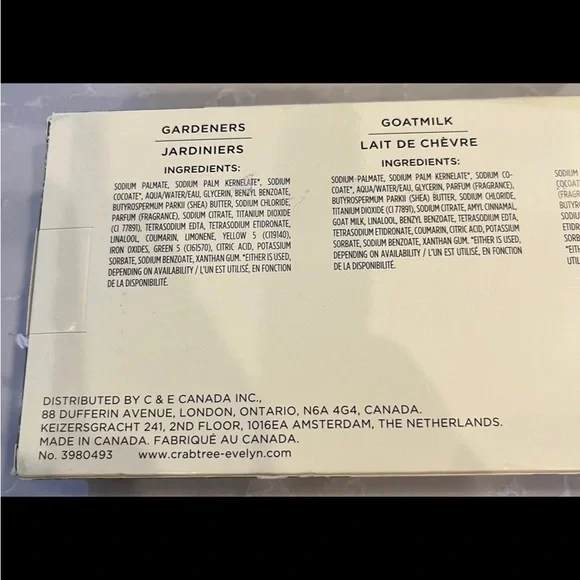 GARDENERS
JARDINIERS
INGREDIENTS:
SODIUM PALMATE, SODIUM PALM KERNELATE*, SODIUM
COCOATE*, AQUA/WATER/EAU, GLYCERIN, BENZYL BENZOATE,
BUTYROSPERMUM PARKII (SHEA) BUTTER, SODIUM CHLORIDE,
PARFUM (FRAGRANCE), SODIUM CITRATE, TITANIUM DIOXIDE
(CI 77891), TETRASODIUM EDTA, TETRASODIUM ETIDRONATE,
LINALOOL, COUMARIN, LIMONENE, YELLOW 5 (C119140),
IRON OXIDES, GREEN 5 (CI61570), CITRIC ACID, POTASSIUM
SORBATE, SODIUM BENZOATE, XANTHAN GUM. *EITHER IS USED,
DEPENDING ON AVAILABILITY / L'UN EST UTILISÉ, EN FONCTION
DE LA DISPONIBILITÉ.
GOATMILK
LAIT DE CHÈVRE
INGREDIENTS:
SODIUM PALMATE, SODIUM PALM KERNELATE*, SODIUM CO-
COATE*, AQUA/WATER/EAU, GLYCERIN, PARFUM (FRAGRANCE),
BUTYROSPERMUM PARKII (SHEA) BUTTER, SODIUM CHLORIDE,
TITANIUM DIOXIDE (CI 77891), SODIUM CITRATE, AMYL CINNAMAL,
GOAT MILK, LINALOOL, BENZYL BENZOATE, TETRASODIUM EDTA,
TETRASODIUM ETIDRONATE, COUMARIN, CITRIC ACID, POTASSIUM
SORBATE, SODIUM BENZOATE, XANTHAN GUM. *EITHER IS USED,
DEPENDING ON AVAILABILITY / L'UN EST UTILISÉ, EN FONCTION
DE LA DISPONIBILITÉ.
DISTRIBUTED BY C & E CANADA INC.,
88 DUFFERIN AVENUE, LONDON, ONTARIO, N6A 4G4, CANADA.
KEIZERSGRACHT 241, 2ND FLOOR, 1016EA AMSTERDAM, THE NETHERLANDS.
MADE IN CANADA. FABRIQUÉ AU CANADA.
No. 3980493 www.crabtree-evelyn.com